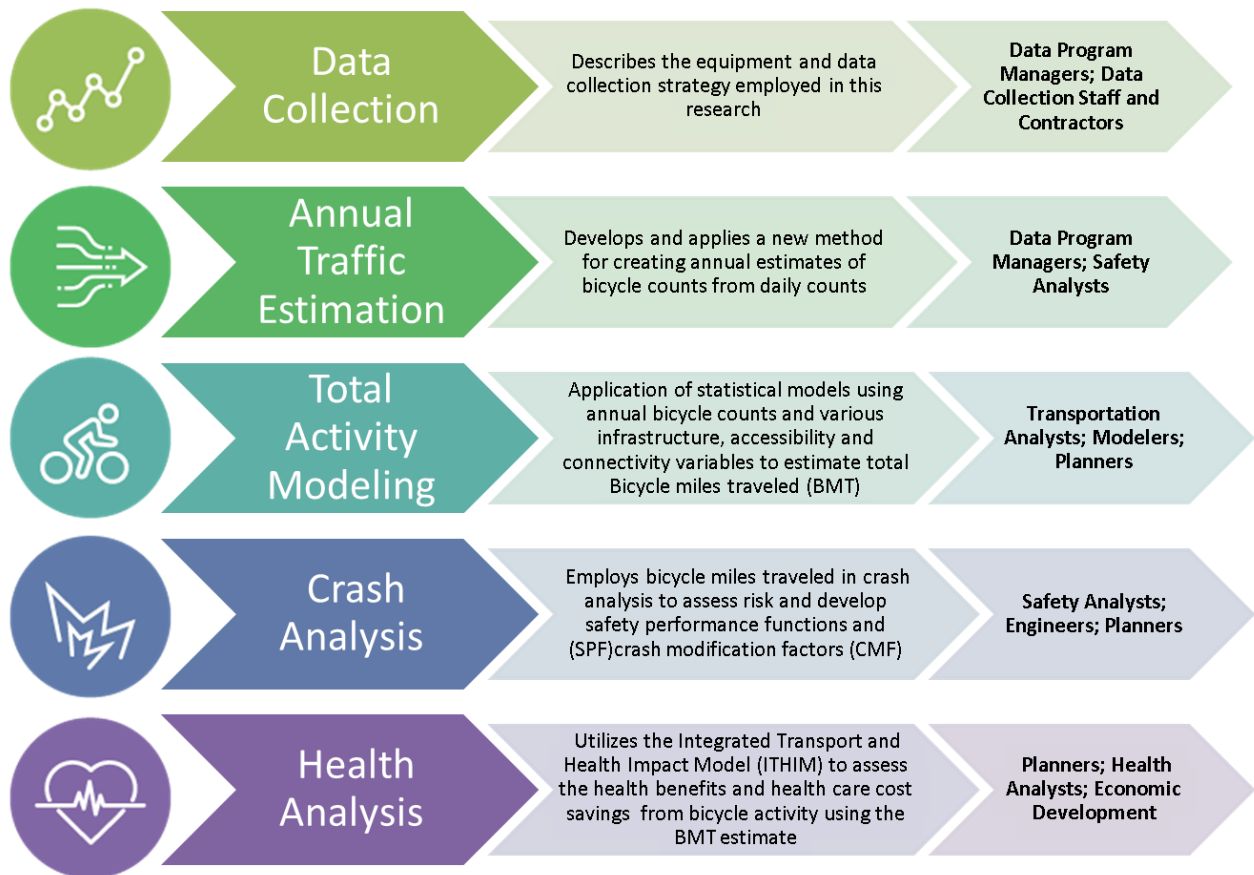 Data
Collection
Describes the equipment and data
collection strategy employed in this
research
Data Program
Managers; Data
Collection Staff and
Contractors
Annual
Traffic
Estimation
Develops and applies a new method
for creating annual estimates of
bicycle counts from daily counts
Data Program
Managers; Safety
Analysts
Total
Activity
Modeling
Application of statistical models using
annual bicycle counts and various
infrastructure, accessibility and
connectivity variables to estimate total
Bicycle miles traveled (BMT)
Transportation
Analysts; Modelers;
Planners
Crash
Analysis
Employs bicycle miles traveled in crash
analysis to assess risk and develop
safety performance functions and
(SPF)crash modification factors (CMF)
Safety Analysts;
Engineers; Planners
Health
Analysis
Utilizes the Integrated Transport and
Health Impact Model (ITHIM) to assess
the health benefits and health care cost
savings from bicycle activity using the
BMT estimate
Planners; Health
Analysts; Economic
Development